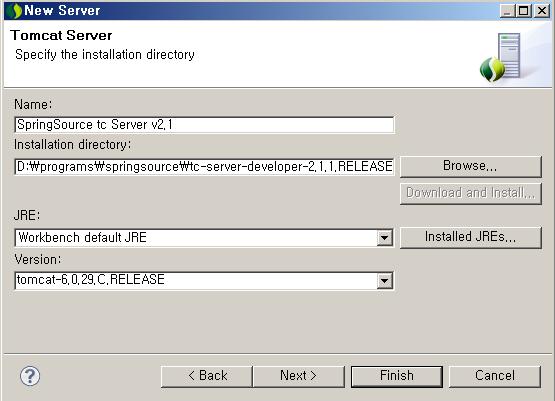 New Server
Tomcat Server
Specify the installation directory
Name:
SpringSource tc Server v2.1
Installation directory:
D:₩programs₩springsource₩tc-server-developer-2.1.1.RELEASE
Browse...
Download and Install...
JRE:
Workbench default JRE
Installed JREs...
Version:
tomcat-6.0.29.C.RELEASE
?
< Back
Next >
Finish
Cancel